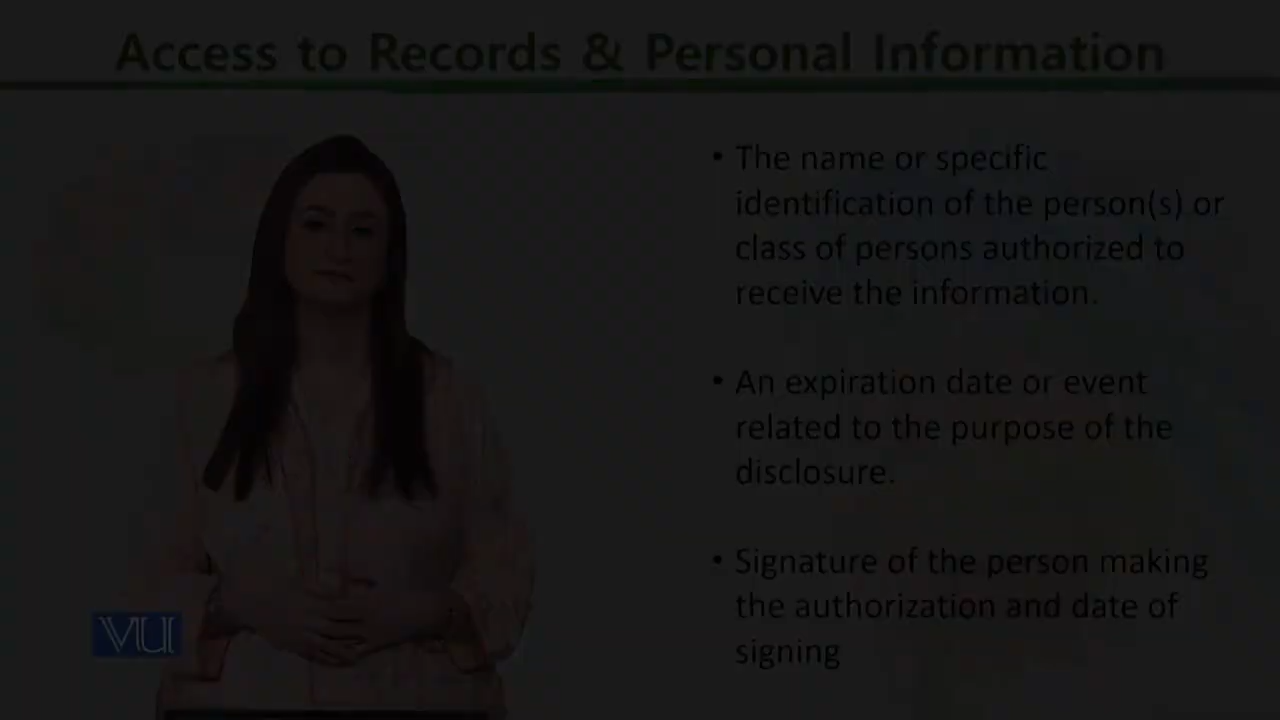 Access to Records & Personal Information
• The name or specific
identification of the person(s) or
class of persons authorized to
receive the information.
• An expiration date or event
related to the purpose of the
disclosure.
• Signature of the person making
the authorization and date of
signing
VU